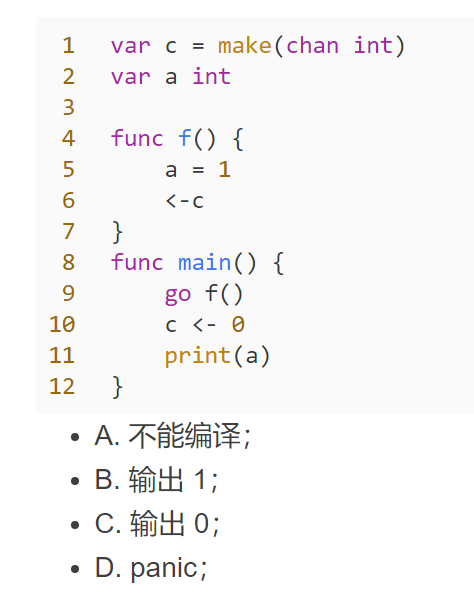 1 var c = make(chan int)
2 var a int
3
4 func f() {
5     a = 1
6     <-c
7 }
8 func main() {
9     go f()
10     c <- 0
11     print(a)
12 }
• A. 不能编译；
• B. 输出 1；
• C. 输出 0；
• D. panic；